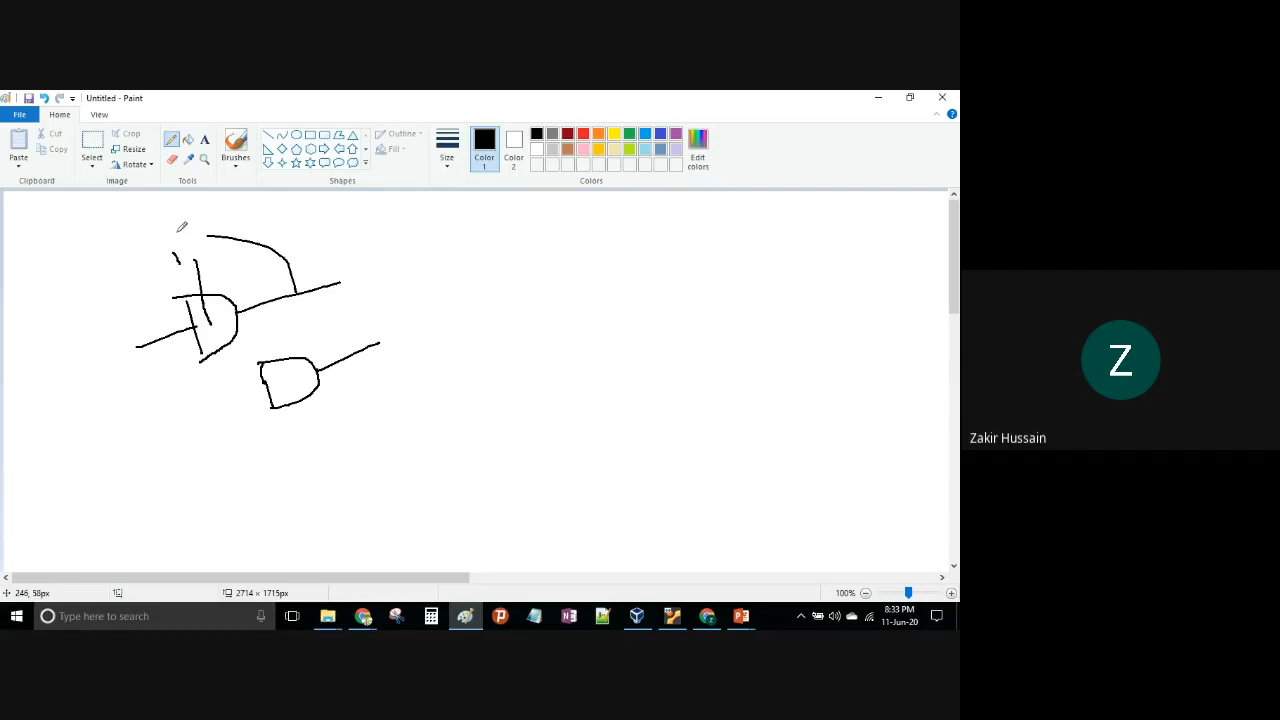 Untitled - Paint
File Home View
Paste
Cut
Copy
Clipboard
Select
Crop
Resize
Rotate
Image
A
Tools
Brushes
Shapes
Outline
Fill
Size
Color 1
Color 2
Edit colors
Colors
Z
Zakir Hussain
246, 58px
2714 × 1715px
100%
Type here to search
8:33 PM
11-Jun-20